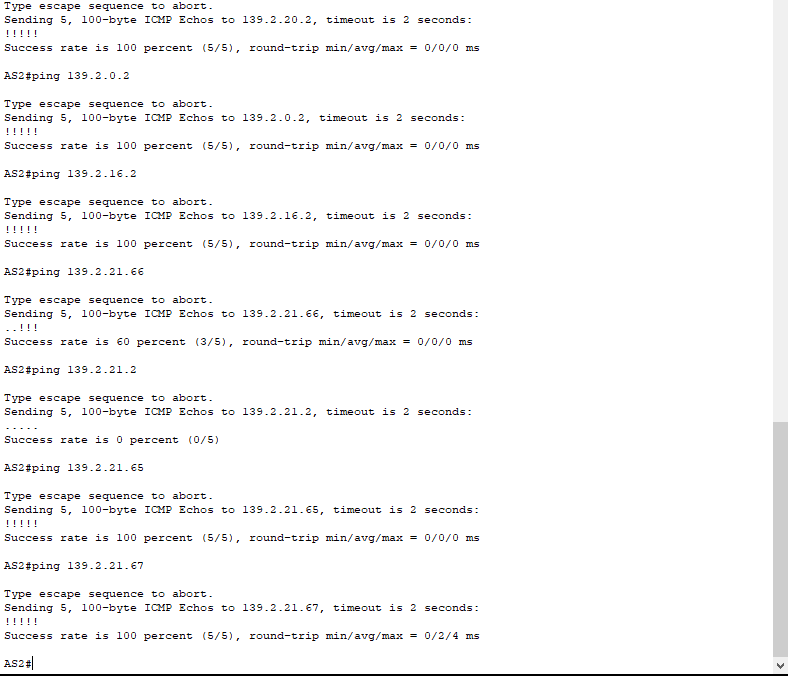 Type escape sequence to abort.
Sending 5, 100-byte ICMP Echos to 139.2.20.2, timeout is 2 seconds:
!!!!!
Success rate is 100 percent (5/5), round-trip min/avg/max = 0/0/0 ms
AS2#ping 139.2.0.2
Type escape sequence to abort.
Sending 5, 100-byte ICMP Echos to 139.2.0.2, timeout is 2 seconds:
!!!!!
Success rate is 100 percent (5/5), round-trip min/avg/max = 0/0/0 ms
AS2#ping 139.2.16.2
Type escape sequence to abort.
Sending 5, 100-byte ICMP Echos to 139.2.16.2, timeout is 2 seconds:
!!!!!
Success rate is 100 percent (5/5), round-trip min/avg/max = 0/0/0 ms
AS2#ping 139.2.21.66
Type escape sequence to abort.
Sending 5, 100-byte ICMP Echos to 139.2.21.66, timeout is 2 seconds:
..!!!
Success rate is 60 percent (3/5), round-trip min/avg/max = 0/0/0 ms
AS2#ping 139.2.21.2
Type escape sequence to abort.
Sending 5, 100-byte ICMP Echos to 139.2.21.2, timeout is 2 seconds:
.....
Success rate is 0 percent (0/5)
AS2#ping 139.2.21.65
Type escape sequence to abort.
Sending 5, 100-byte ICMP Echos to 139.2.21.65, timeout is 2 seconds:
!!!!!
Success rate is 100 percent (5/5), round-trip min/avg/max = 0/0/0 ms
AS2#ping 139.2.21.67
Type escape sequence to abort.
Sending 5, 100-byte ICMP Echos to 139.2.21.67, timeout is 2 seconds:
!!!!!
Success rate is 100 percent (5/5), round-trip min/avg/max = 0/2/4 ms
AS2#